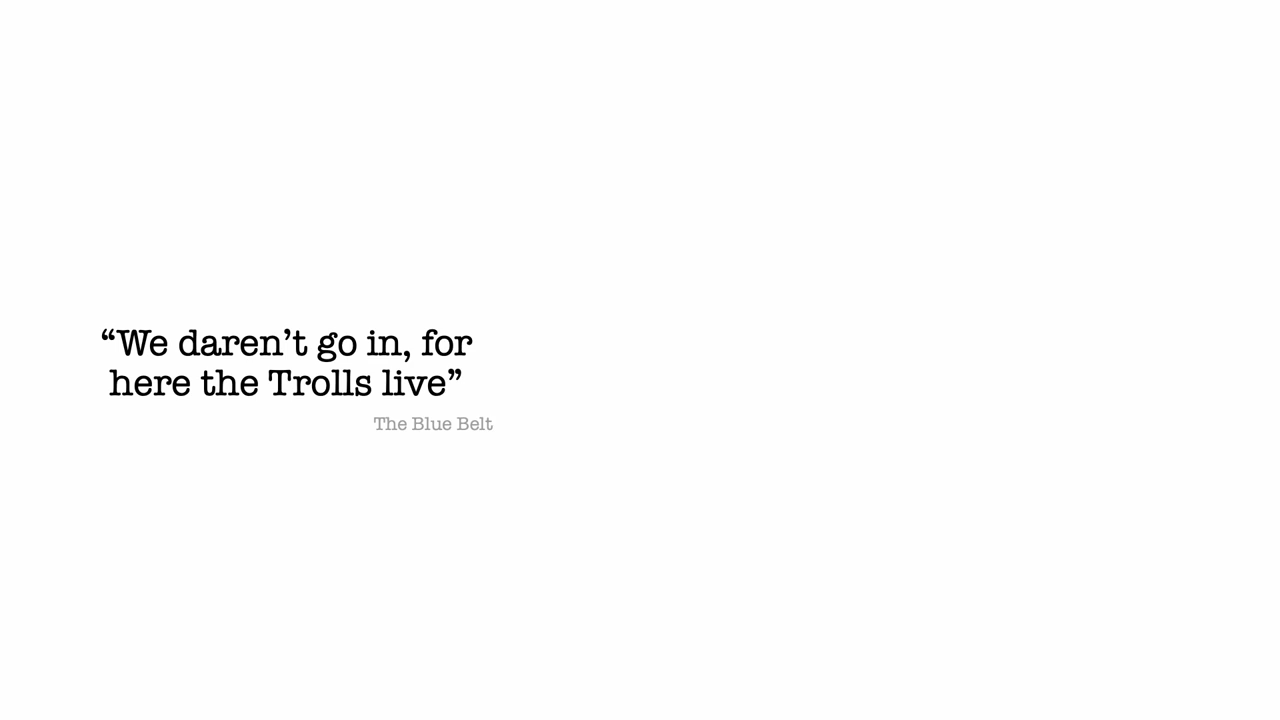 “We daren’t go in, for
here the Trolls live”
The Blue Belt